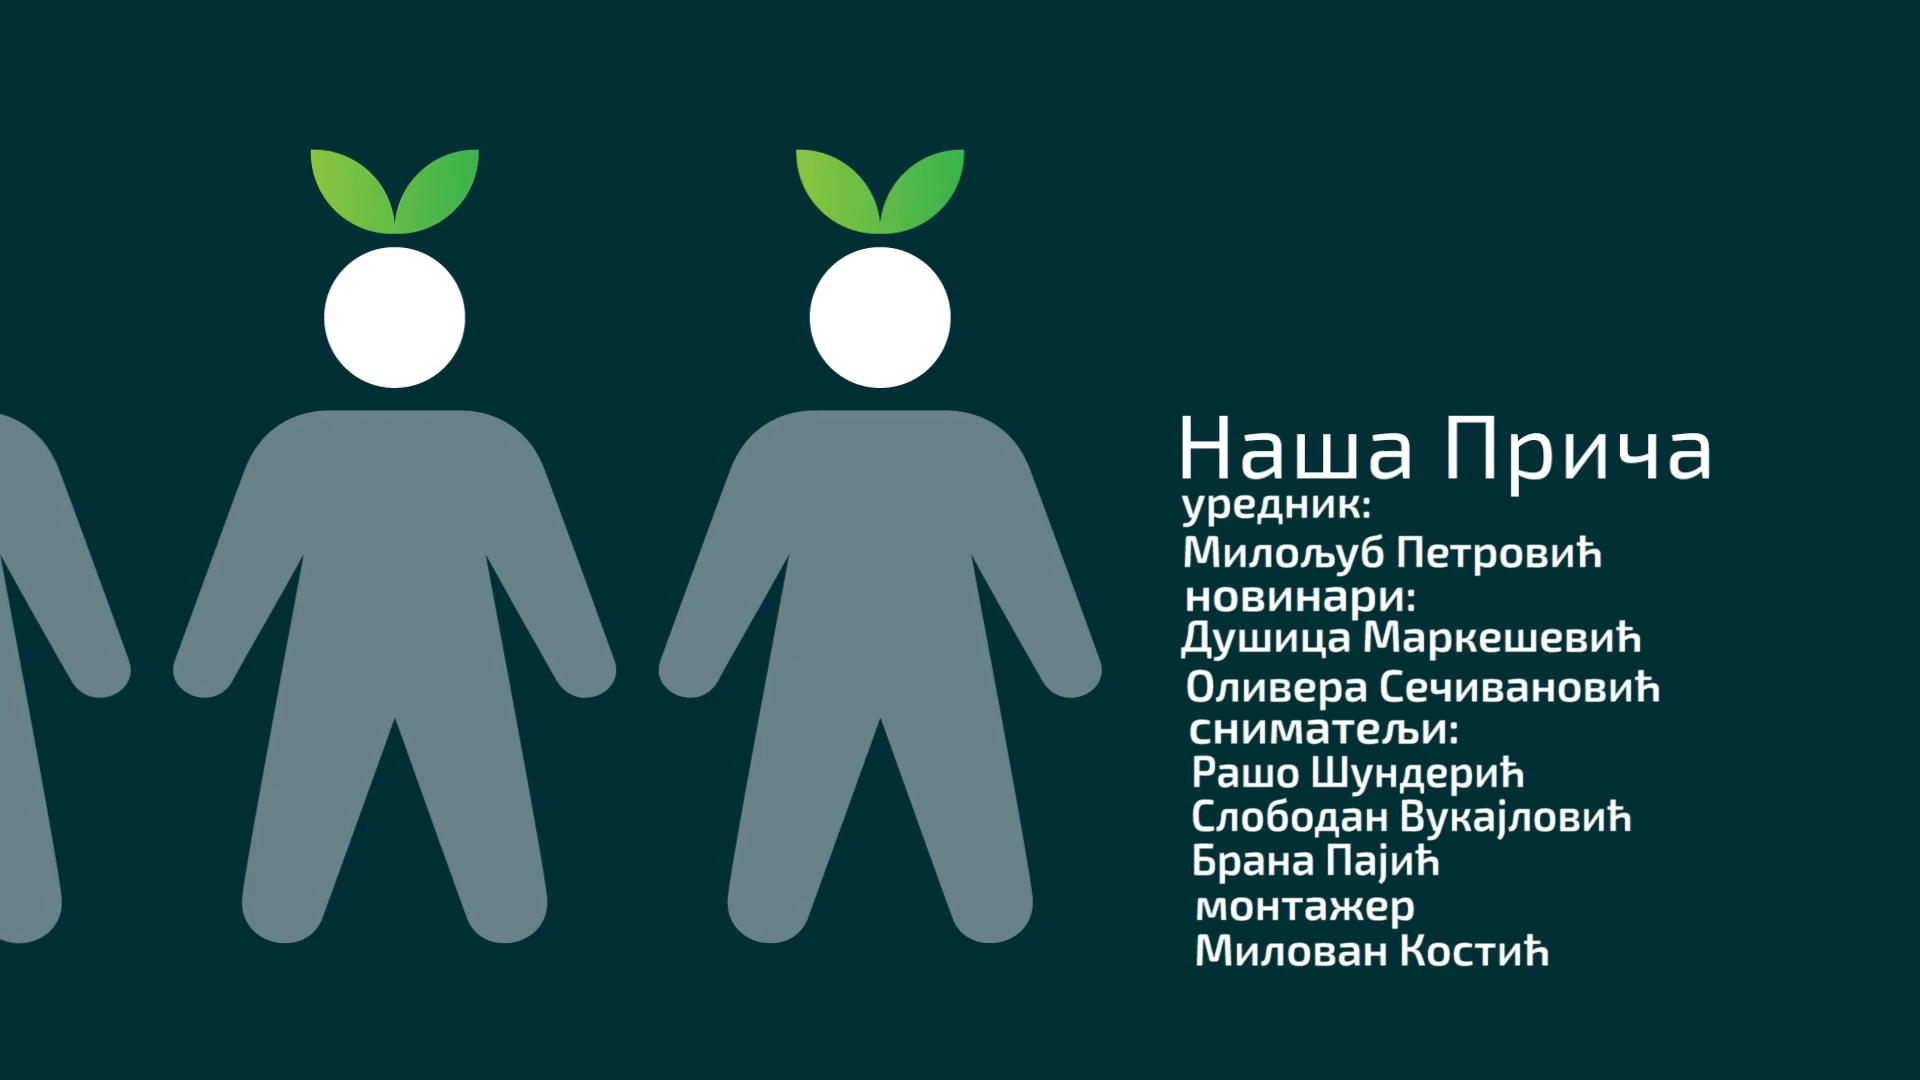 Наша Прича
уредник:
Милољуб Петровић
новинари:
Душица Маркешевић
Оливера Сечивановић
сниматељи:
Рашо Шундерић
Слободан Вукајловић
Брана Пајић
монтажер
Милован Костић